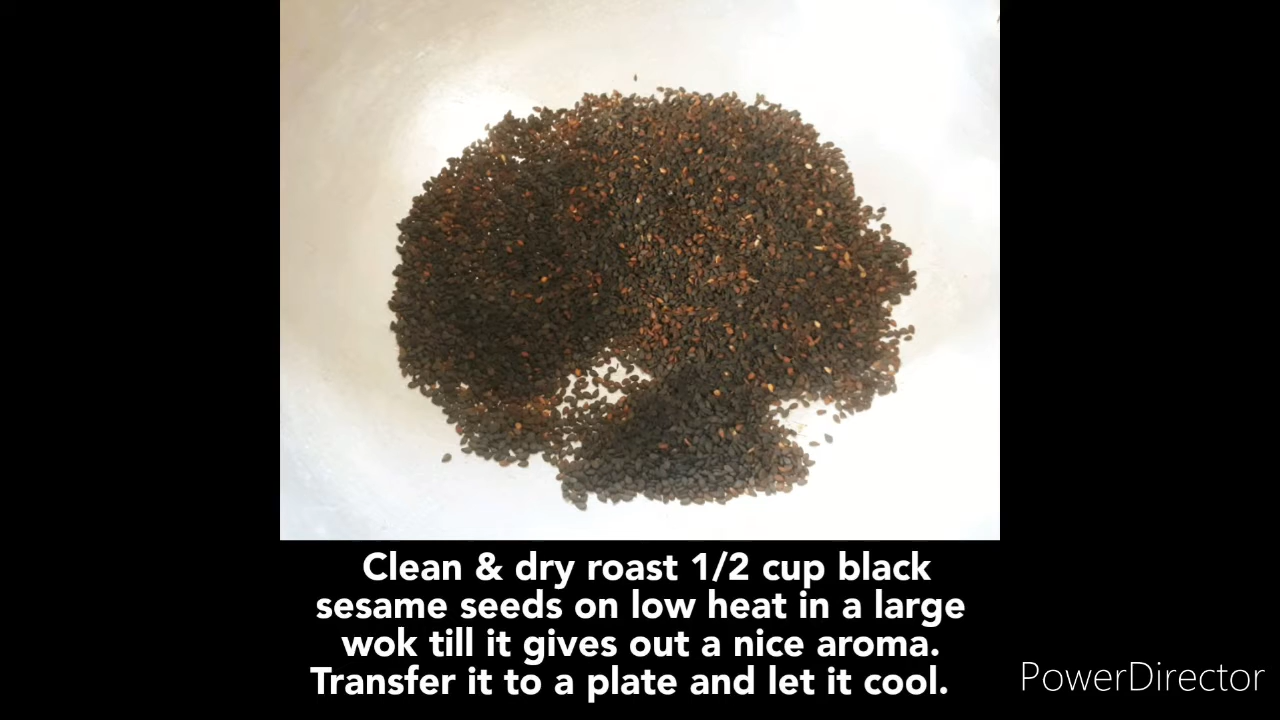 Clean & dry roast 1/2 cup black
sesame seeds on low heat in a large
wok till it gives out a nice aroma.
Transfer it to a plate and let it cool.
PowerDirector